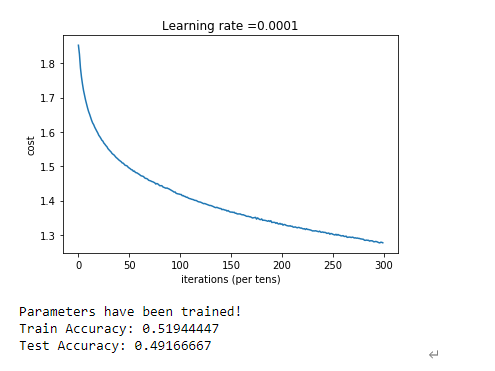 Learning rate =0.0001
1.8
1.7
1.6
1.5
1.4
1.3
cost
0 50 100 150 200 250 300
iterations (per tens)
Parameters have been trained!
Train Accuracy: 0.51944447
Test Accuracy: 0.49166667
↵